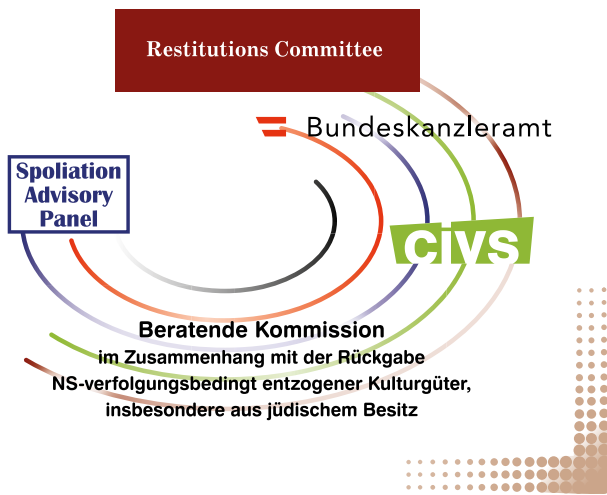 Restitutions Committee
Bundeskanzleramt
Spoliation
Advisory
Panel
civs
Beratende Kommission
im Zusammenhang mit der Rückgabe
NS-verfolgungsbedingt entzogener Kulturgüter,
insbesondere aus jüdischem Besitz